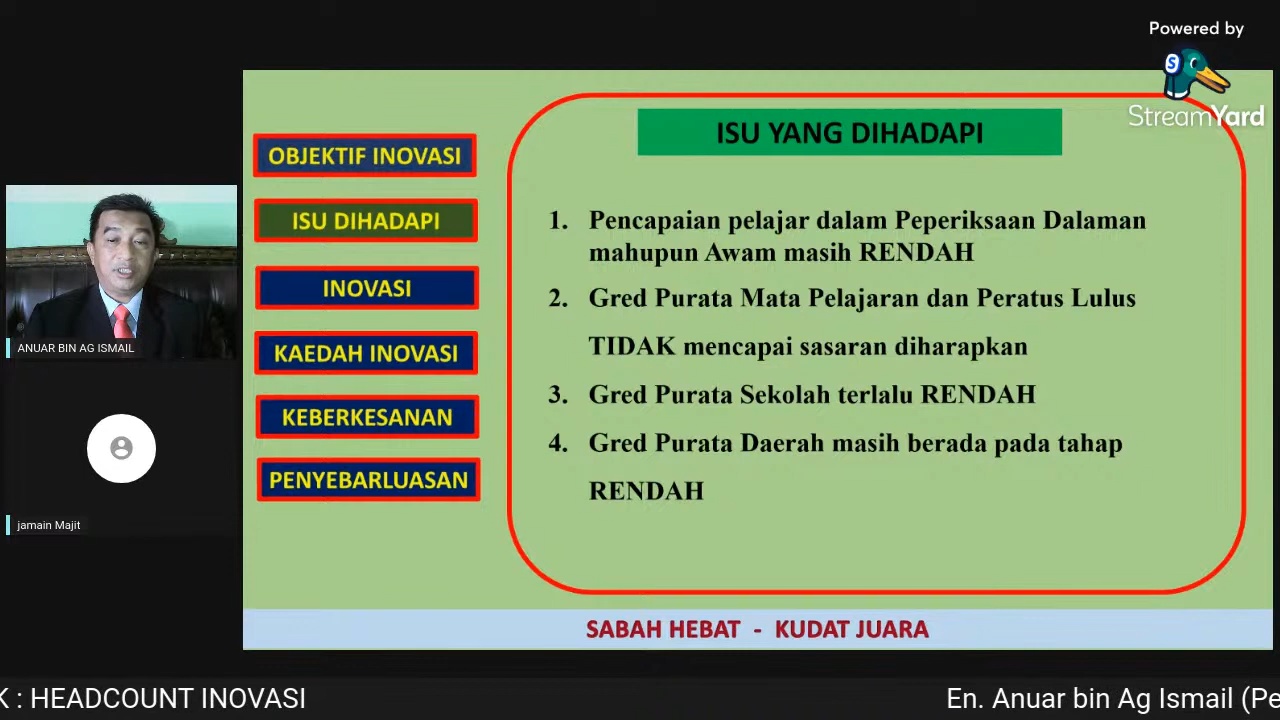 Powered by
StreamYard
OBJEKTIF INOVASI
ISU DIHADAPI
INOVASI
KAEDAH INOVASI
KEBERKESANAN
PENYEBARLUASAN
ISU YANG DIHADAPI
1. Pencapaian pelajar dalam Peperiksaan Dalaman
mahupun Awam masih RENDAH
2. Gred Purata Mata Pelajaran dan Peratus Lulus
TIDAK mencapai sasaran diharapkan
3. Gred Purata Sekolah terlalu RENDAH
4. Gred Purata Daerah masih berada pada tahap
RENDAH
ANUAR BIN AG ISMAIL
jamain Majit
SABAH HEBAT - KUDAT JUARA
K : HEADCOUNT INOVASI
En. Anuar bin Ag Ismail (Pe